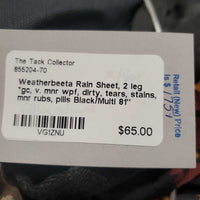 The Tack Collector
855204-70
Weatherbeeta Rain Sheet, 2 leg
*gc, v. mnr wpf, dirty, tears, stains,
mnr rubs, pills Black/Multi 81"
VG1ZNU
$65.00
Retail (New) Price
is $